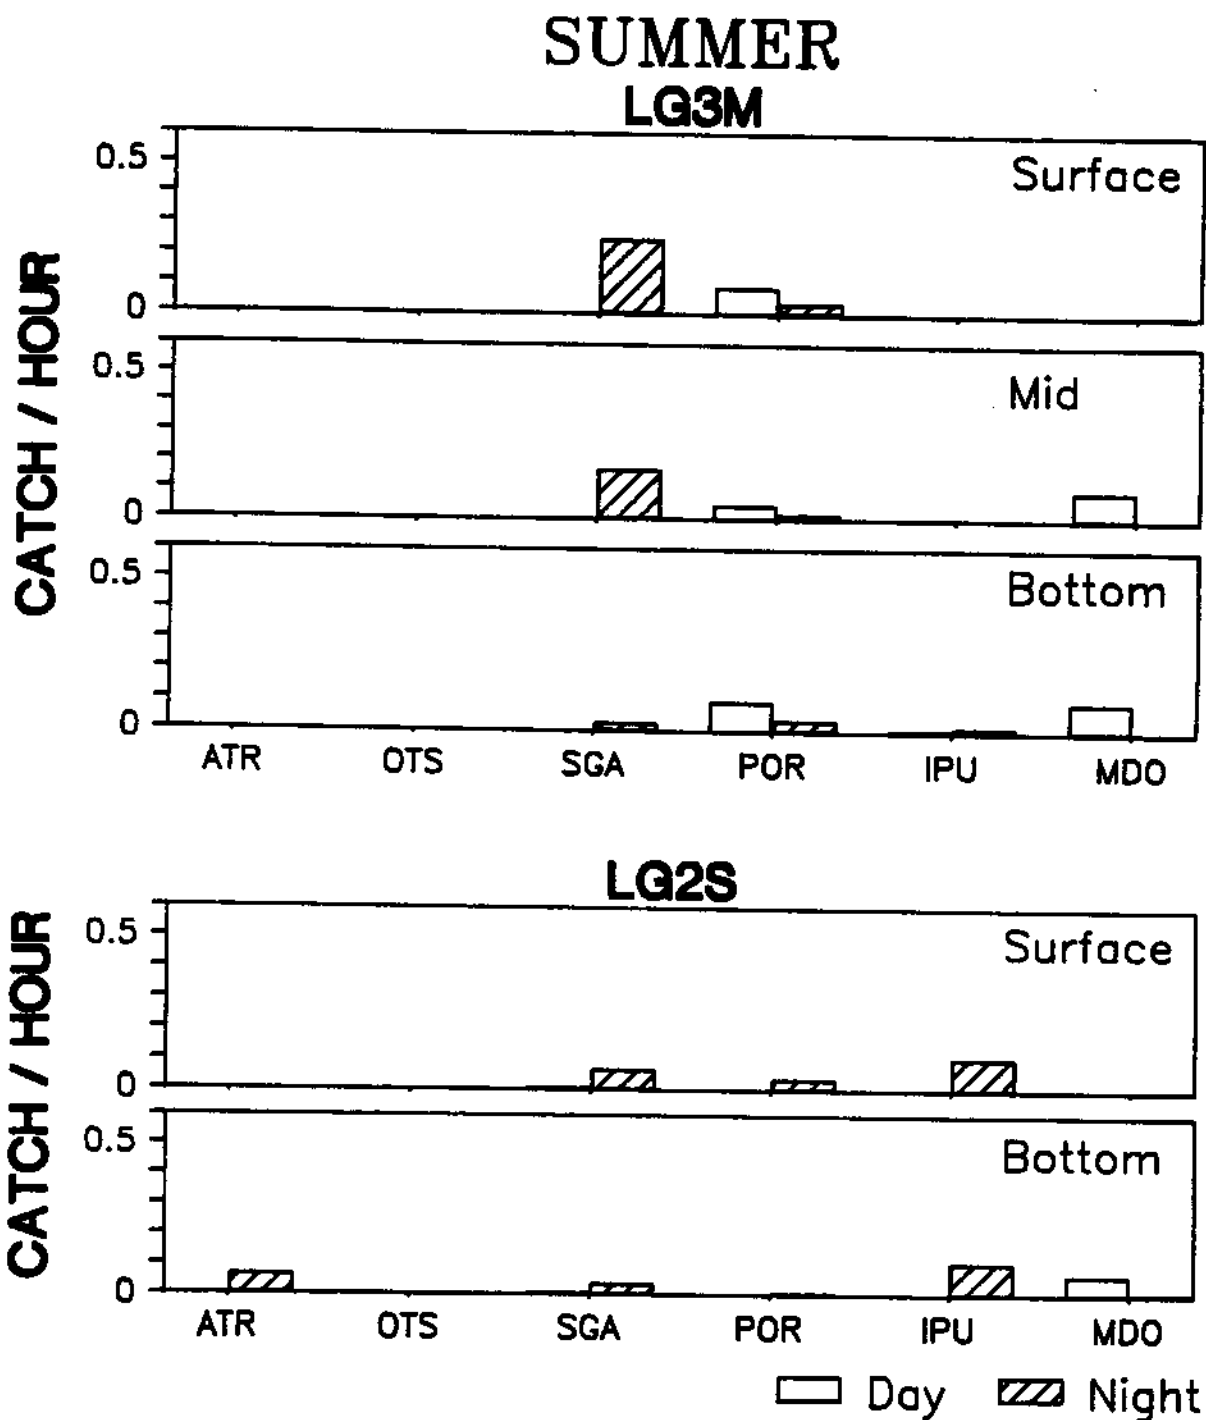 SUMMER
LG3M
CATCH / HOUR
0.5
Surface
0
0.5
Mid
0
0.5
Bottom
0
ATR OTS SGA POR IPU MDO
LG2S
CATCH / HOUR
0.5
Surface
0
0.5
Bottom
0
ATR OTS SGA POR IPU MDO
Day Night